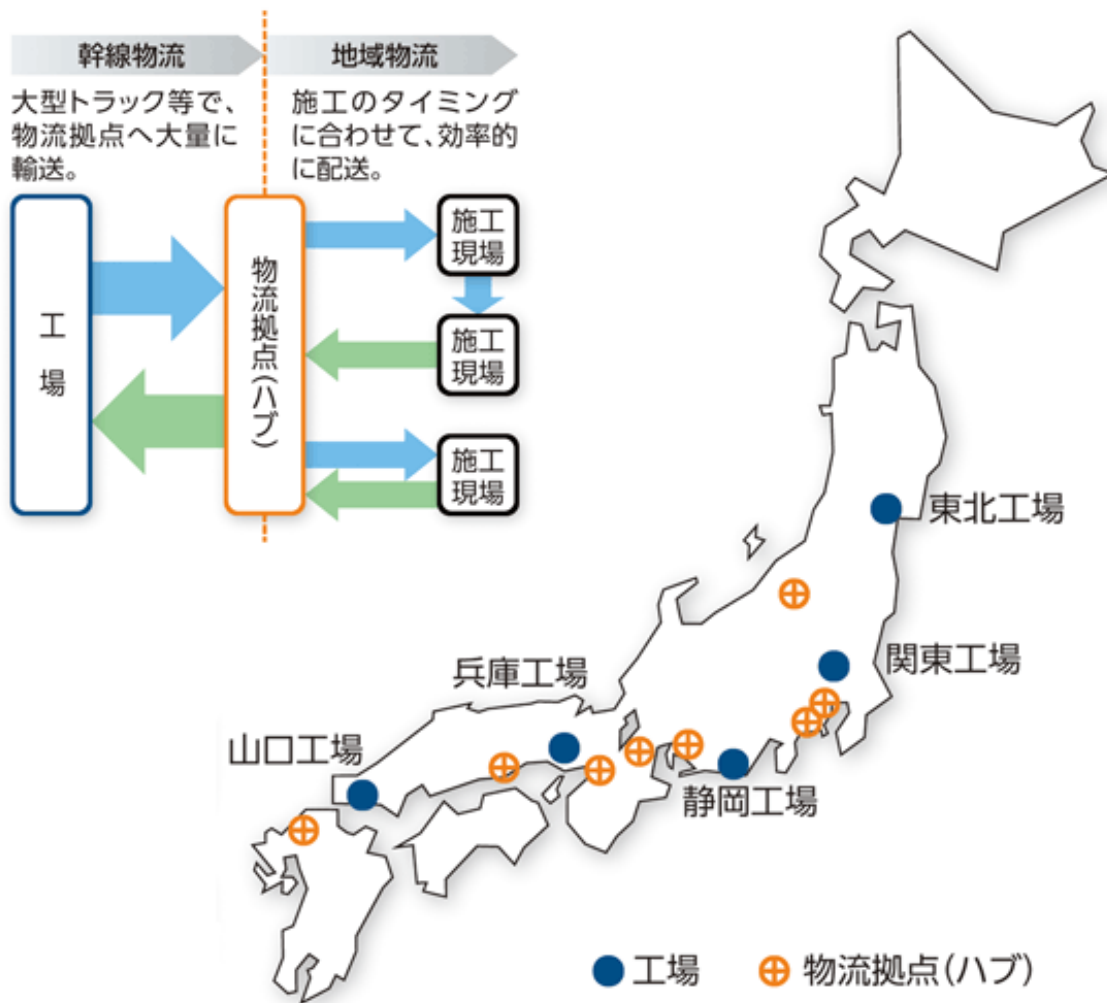 幹線物流
地域物流
大型トラック等で、
物流拠点へ大量に
輸送。
施工のタイミング
に合わせて、効率的
に配送。
工場
物流拠点(ハブ)
施工
現場
施工
現場
施工
現場
東北工場
関東工場
兵庫工場
山口工場
静岡工場
工場
物流拠点(ハブ)